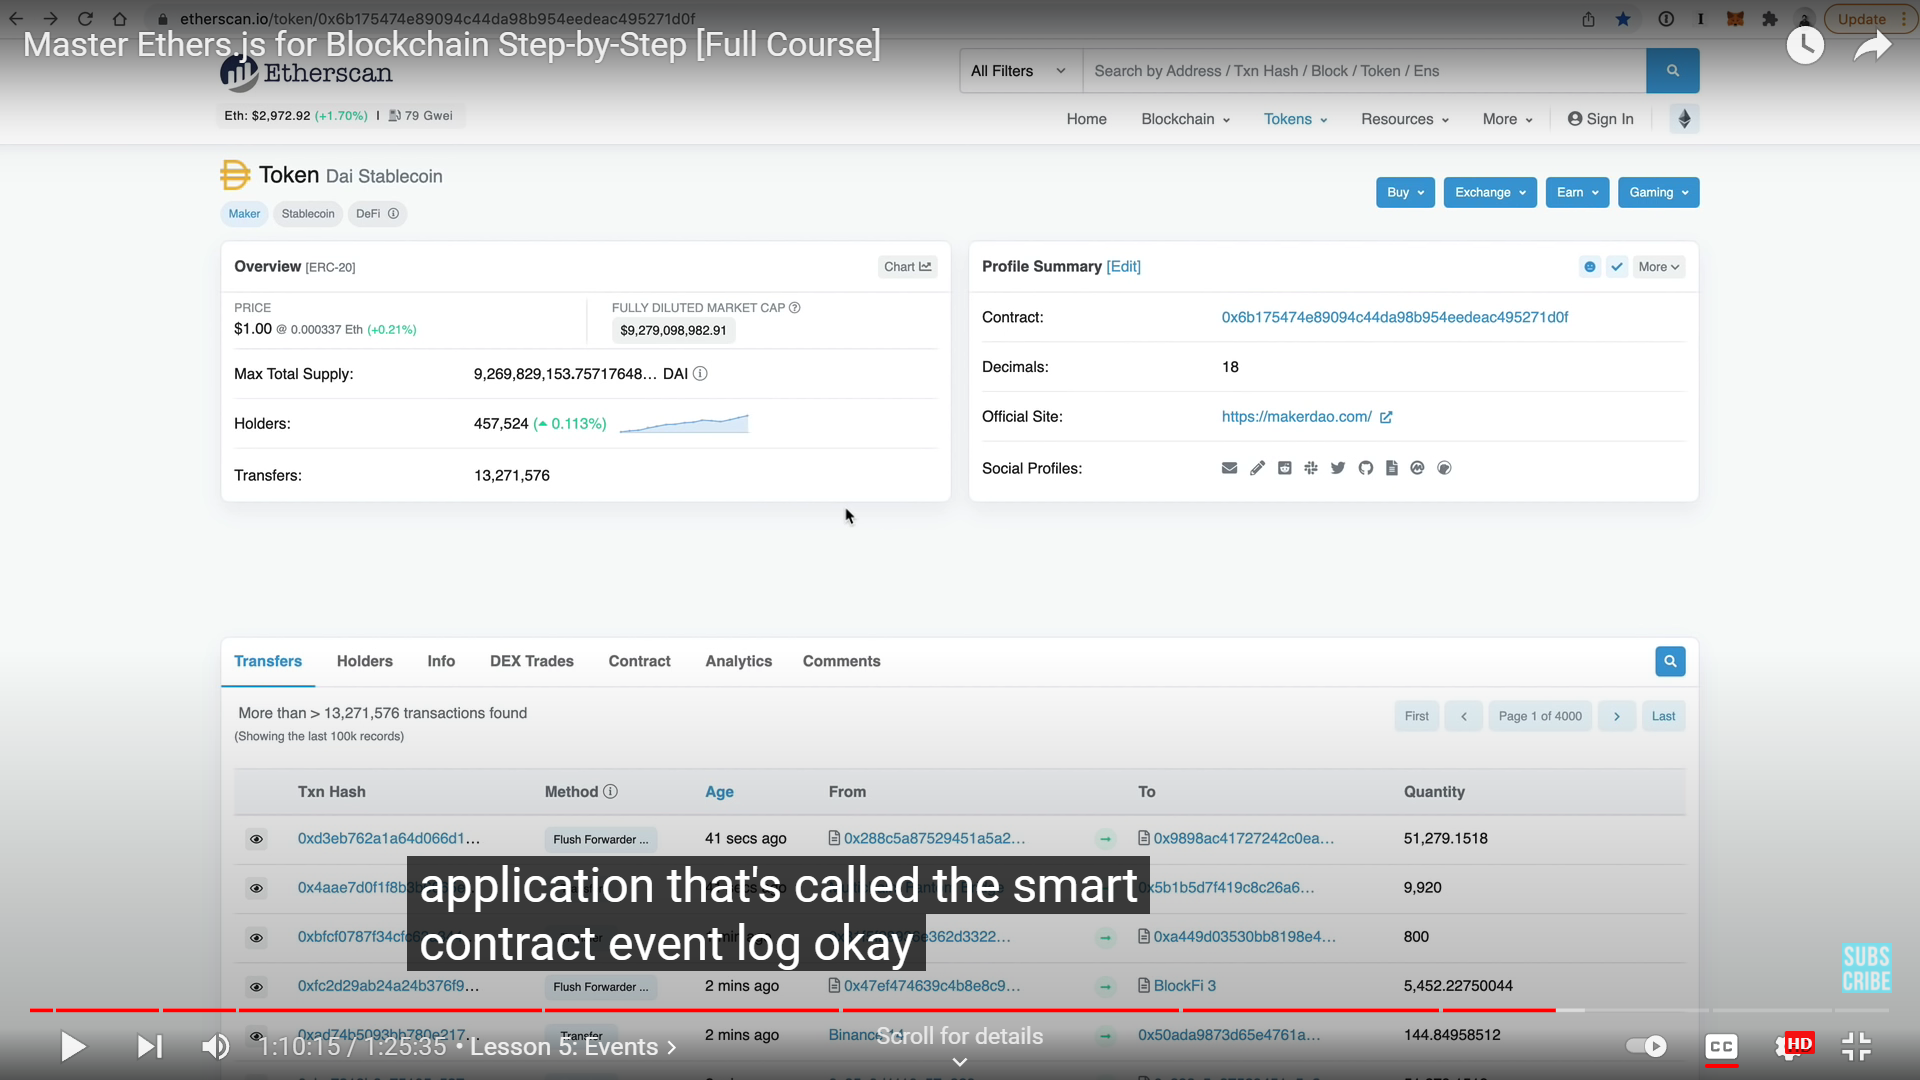 etherscan.io/token/0x6b175474e89094c44da98b954eedeac495271d0f
Update
Master Ethers.js for Blockchain Step-by-Step [Full Course]
Etherscan
All Filters
Search by Address / Txn Hash / Block / Token / Ens
Eth: $2,972.92 (+1.70%) | 79 Gwei
Home Blockchain Tokens Resources More Sign In
Token Dai Stablecoin
Maker Stablecoin DeFi
Buy Exchange Earn Gaming
Overview [ERC-20]
Chart
PRICE
$1.00 @ 0.000337 Eth (+0.21%)
FULLY DILUTED MARKET CAP
$9,279,098,982.91
Max Total Supply: 9,269,829,153.75717648... DAI
Holders: 457,524 (0.113%)
Transfers: 13,271,576
Profile Summary [Edit]
More
Contract: 0x6b175474e89094c44da98b954eedeac495271d0f
Decimals: 18
Official Site: https://makerdao.com/
Social Profiles:
Transfers Holders Info DEX Trades Contract Analytics Comments
More than > 13,271,576 transactions found
(Showing the last 100k records)
First Page 1 of 4000 Last
Txn Hash Method Age From To Quantity
0xd3eb762a1a64d066d1... Flush Forwarder ... 41 secs ago 0x288c5a87529451a5a2... 0x9898ac41727242c0ea... 51,279.1518
0x5b1b5d7f419c8c26a6... 9,920
0xa449d03530bb8198e4... 800
application that's called the smart
contract event log okay
0xfc2d29ab24a24b376f9... Flush Forwarder ... 2 mins ago 0x47ef474639c4b8e8c9... BlockFi 3 5,452.22750044
0xad74b5093bb780e217... Transfer 2 mins ago 0x50ada9873d65e4761a... 144.84958512
SUBS
CRIBE
1:10:15 / 1:25:35 • Lesson 5: Events
Scroll for details
CC
HD